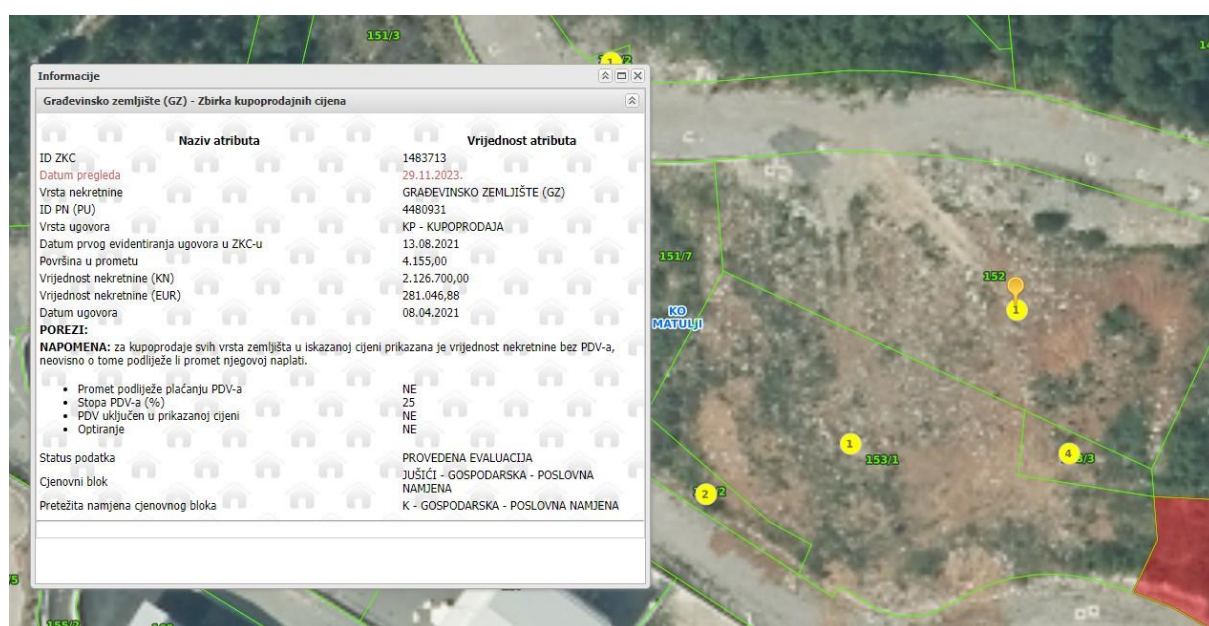 151/3
Informacije
Građevinsko zemljište (GZ) - Zbirka kupoprodajnih cijena
Naziv atributa Vrijednost atributa
ID ZKC 1483713
Datum pregleda 29.11.2023.
Vrsta nekretnine GRAĐEVINSKO ZEMLJIŠTE (GZ)
ID PN (PU) 4480931
Vrsta ugovora KP - KUPOPRODAJA
Datum prvog evidentiranja ugovora u ZKC-u 13.08.2021
Površina u prometu 4.155,00
Vrijednost nekretnine (KN) 2.126.700,00
Vrijednost nekretnine (EUR) 281.046,88
Datum ugovora 08.04.2021
POREZI:
NAPOMENA: za kupoprodaje svih vrsta zemljišta u iskazanoj cijeni prikazana je vrijednost nekretnine bez PDV-a,
neovisno o tome podliježe li promet njegovoj naplati.
• Promet podliježe plaćanju PDV-a NE
• Stopa PDV-a (%) 25
• PDV uključen u prikazanoj cijeni NE
• Optiranje NE
Status podatka PROVEDENA EVALUACIJA
Cjenovni blok JUŠIĆI - GOSPODARSKA - POSLOVNA
NAMJENA
Pretežita namjena cjenovnog bloka K - GOSPODARSKA - POSLOVNA NAMJENA
1
151/7
152
KO
MATULJI
1
1
153/1
4
2
155/2